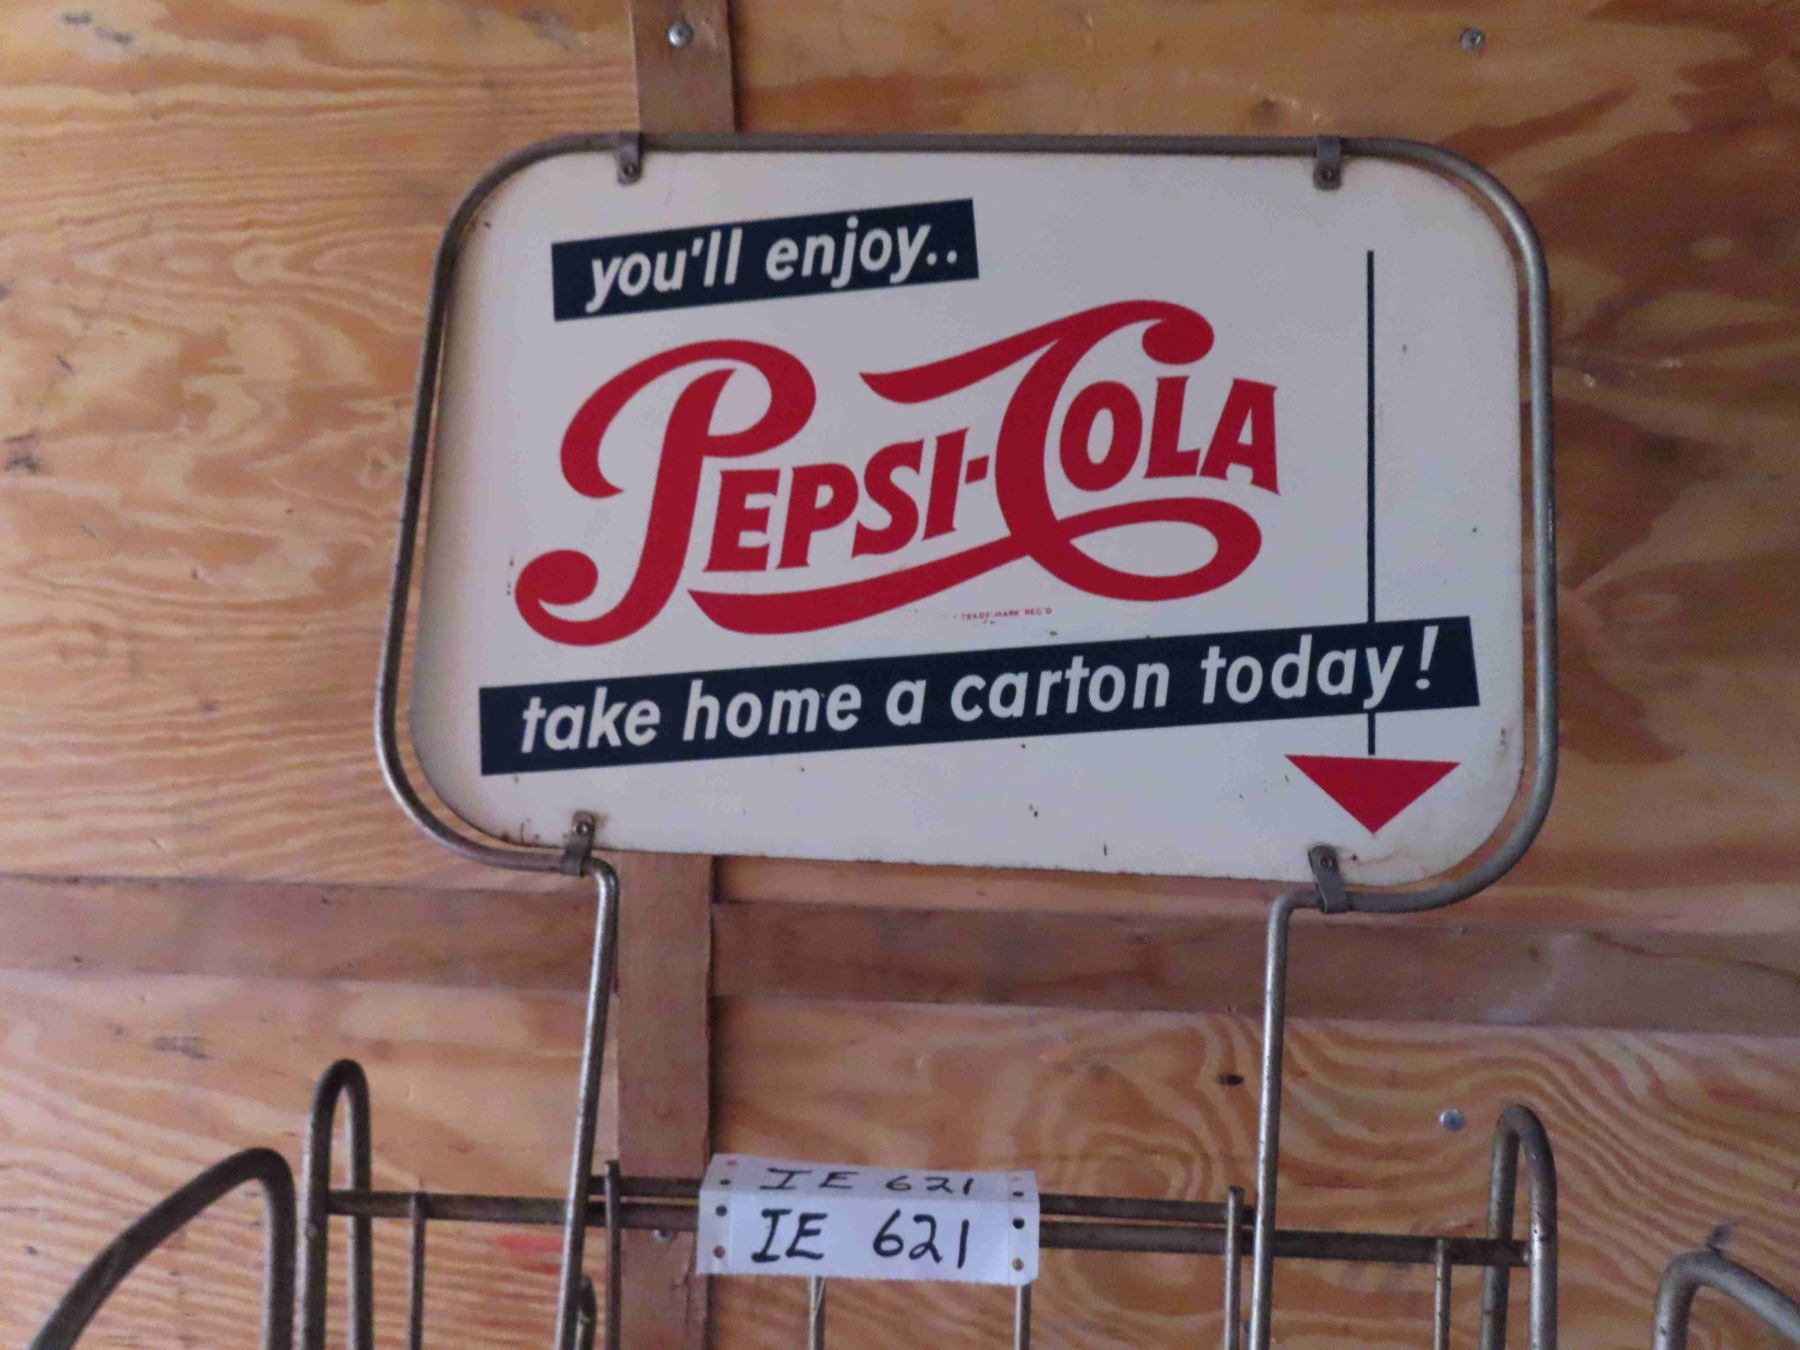 you'll enjoy..
PEPSI-COLA
TRADE-MARK REG'D
take home a carton today!
IE 621
IE 621